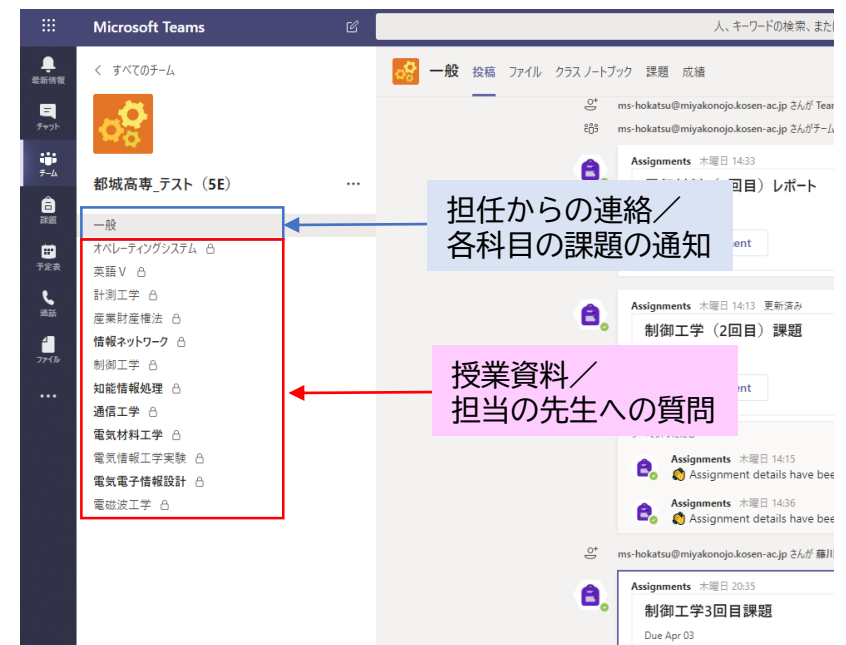 Microsoft Teams
人、キーワードの検索、また
最新情報
チャット
チーム
課題
予定表
通話
ファイル
すべてのチーム
都城高専_テスト（5E）
一般
オペレーティングシステム
英語Ⅴ
計測工学
産業財産権法
情報ネットワーク
制御工学
知能情報処理
通信工学
電気材料工学
電気情報工学実験
電気電子情報設計
電磁波工学
一般 投稿 ファイル クラス ノートブック 課題 成績
ms-hokatsu@miyakonojo.kosen-ac.jp さんが Tear
ms-hokatsu@miyakonojo.kosen-ac.jp さんがチーム
Assignments 木曜日 14:33
回目）レポート
ent
担任からの連絡／
各科目の課題の通知
Assignments 木曜日 14:13 更新済み
制御工学（2回目）課題
nt
授業資料／
担当の先生への質問
Assignments 木曜日 14:15
Assignment details have bee
Assignments 木曜日 14:36
Assignment details have bee
ms-hokatsu@miyakonojo.kosen-ac.jp さんが 藤川
Assignments 木曜日 20:35
制御工学3回目課題
Due Apr 03